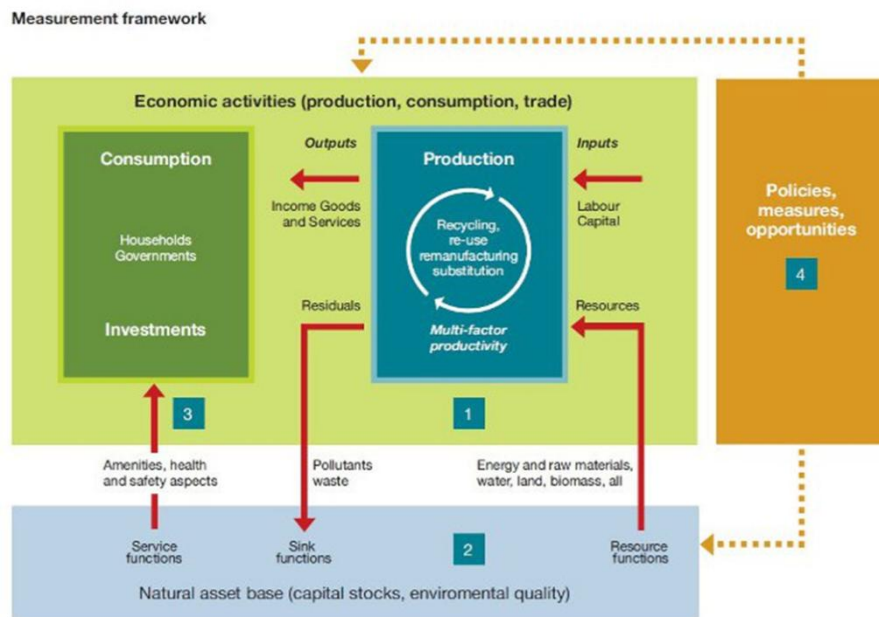 Measurement framework
Economic activities (production, consumption, trade)
Consumption
Households
Governments
Investments
Outputs
Income Goods
and Services
Residuals
Production
Recycling,
re-use
remanufacturing
substitution
Multi-factor
productivity
Inputs
Labour
Capital
Resources
Policies,
measures,
opportunities
4
3
1
Amenities, health
and safety aspects
Pollutants
waste
Energy and raw materials,
water, land, biomass, all
Service
functions
Sink
functions
2
Resource
functions
Natural asset base (capital stocks, enviromental quality)